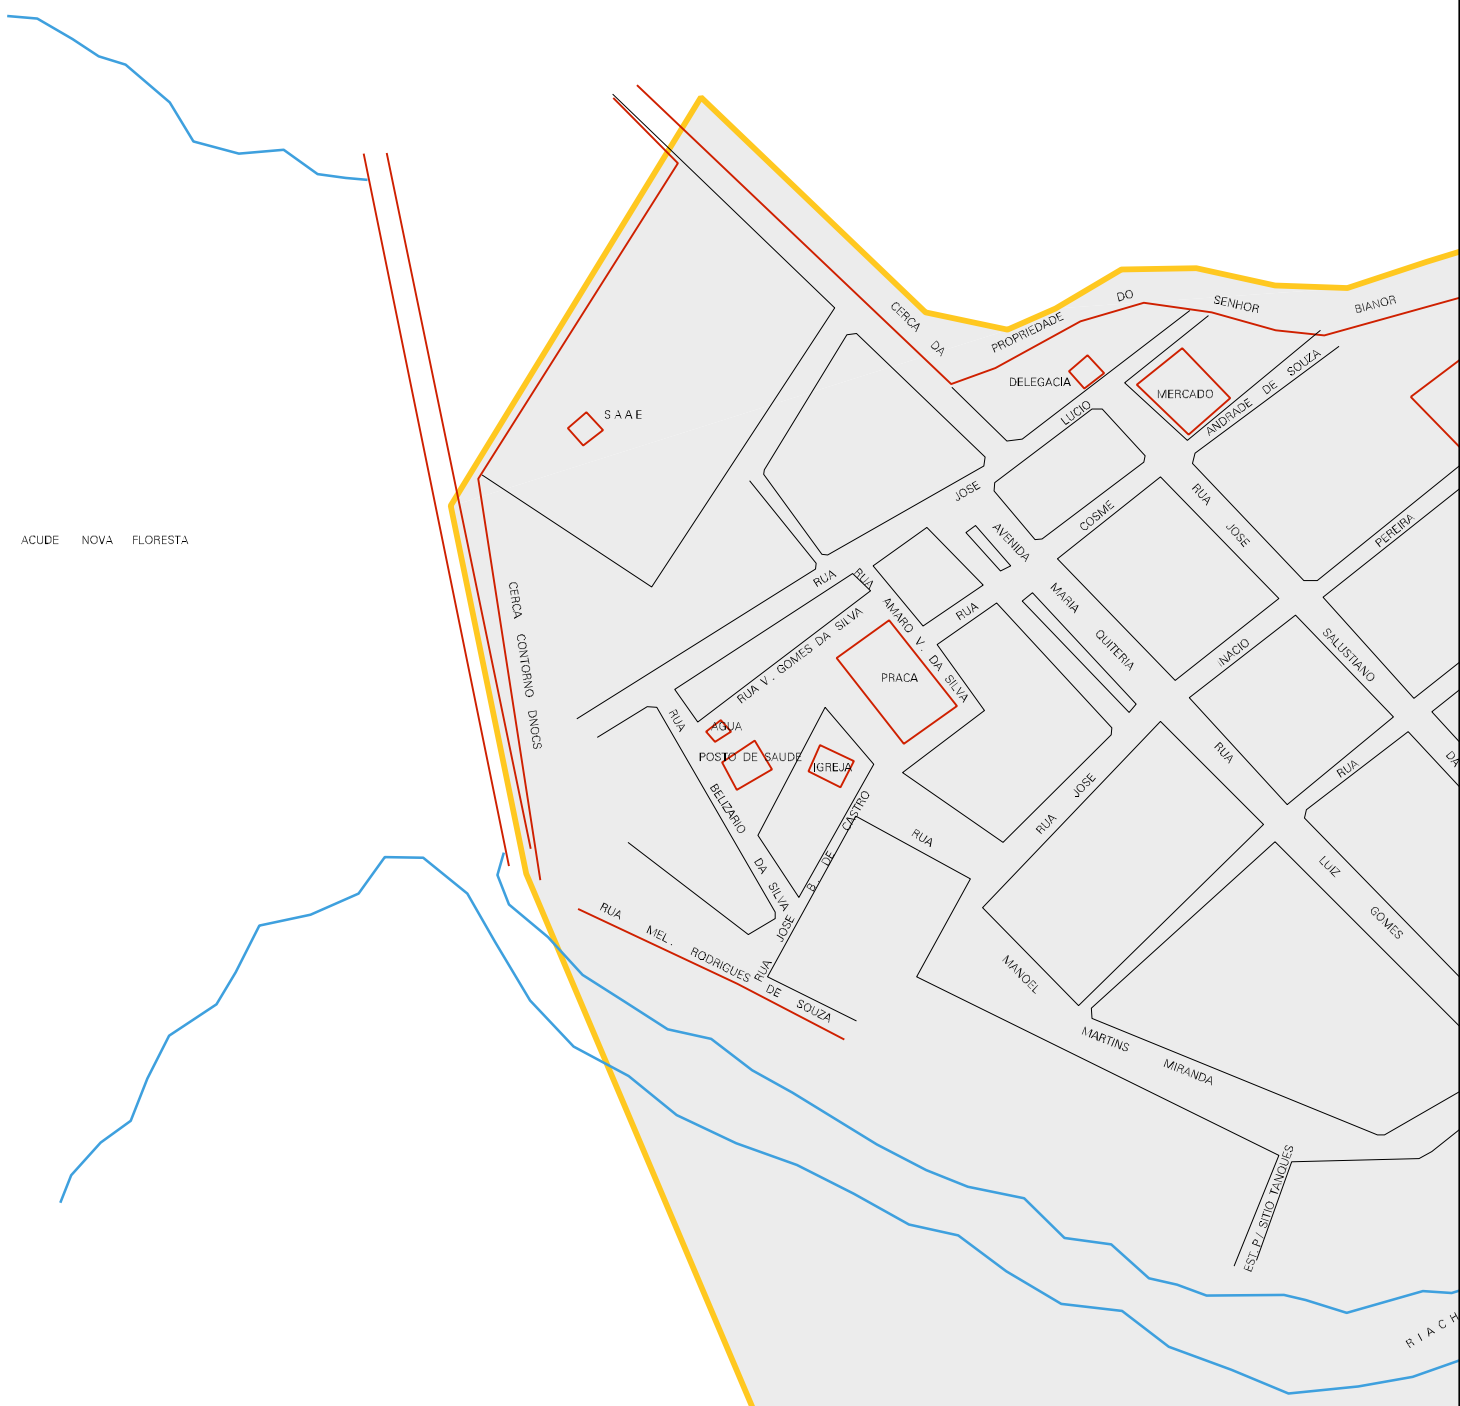 CERCA DA PROPRIEDADE DO SENHOR BIANOR
DELEGACIA
MERCADO
LUCIO
ANDRADE DE SOUZA
SAAE
JOSE
RUA JOSE SALUSTIANO
AVENIDA MARIA QUITERIA
COSME
PEREIRA
ACUDE NOVA FLORESTA
CERCA CONTORNO DNOCS
RUA
RUA AMARO V. DA SILVA
RUA V. GOMES DA SILVA
RUA
INACIO
PRACA
AGUA
POSTO DE SAUDE
IGREJA
RUA BELIZARIO DA SILVA
RUA JOSE B. DE CASTRO
RUA JOSE
RUA
DA
RUA LUIZ GOMES
RUA MANOEL MARTINS MIRANDA
RUA MEL. RODRIGUES DE SOUZA
EST. P/ SITIO TANQUES
RIACH